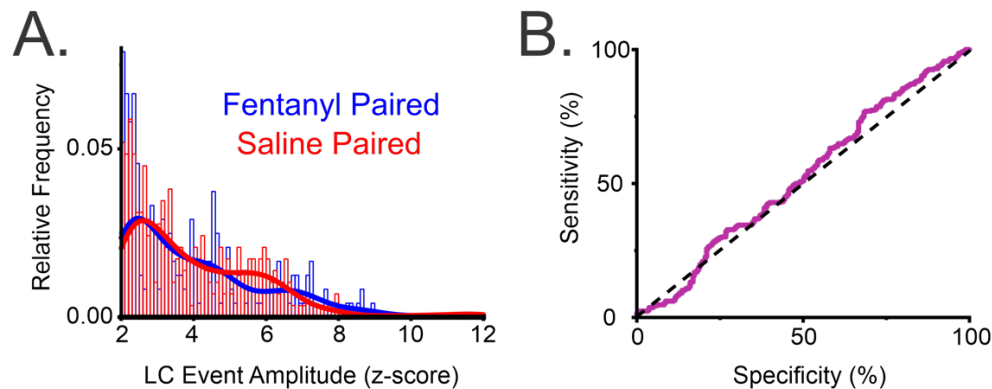 A.
Fentanyl Paired
Saline Paired
Relative Frequency
0.05
0.00
2 4 6 8 10 12
LC Event Amplitude (z-score)
B.
Sensitivity (%)
100
50
0
0 50 100
Specificity (%)